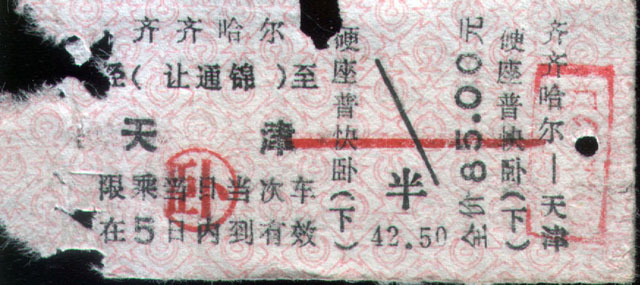 齐齐哈尔
径(让通锦)至
天津
限乘当日当次车
在5日内到有效
卧
硬座普快卧(下)
半
42.50
全价85.00元
硬座普快卧(下)
齐齐哈尔—天津